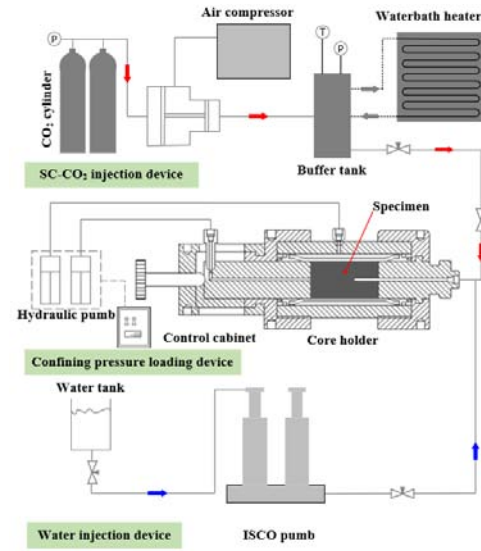 Air compressor
Waterbath heater
P
T
P
CO₂ cylinder
SC-CO₂ injection device
Buffer tank
Specimen
Hydraulic pump
Control cabinet
Core holder
Confining pressure loading device
Water tank
Water injection device
ISCO pumb